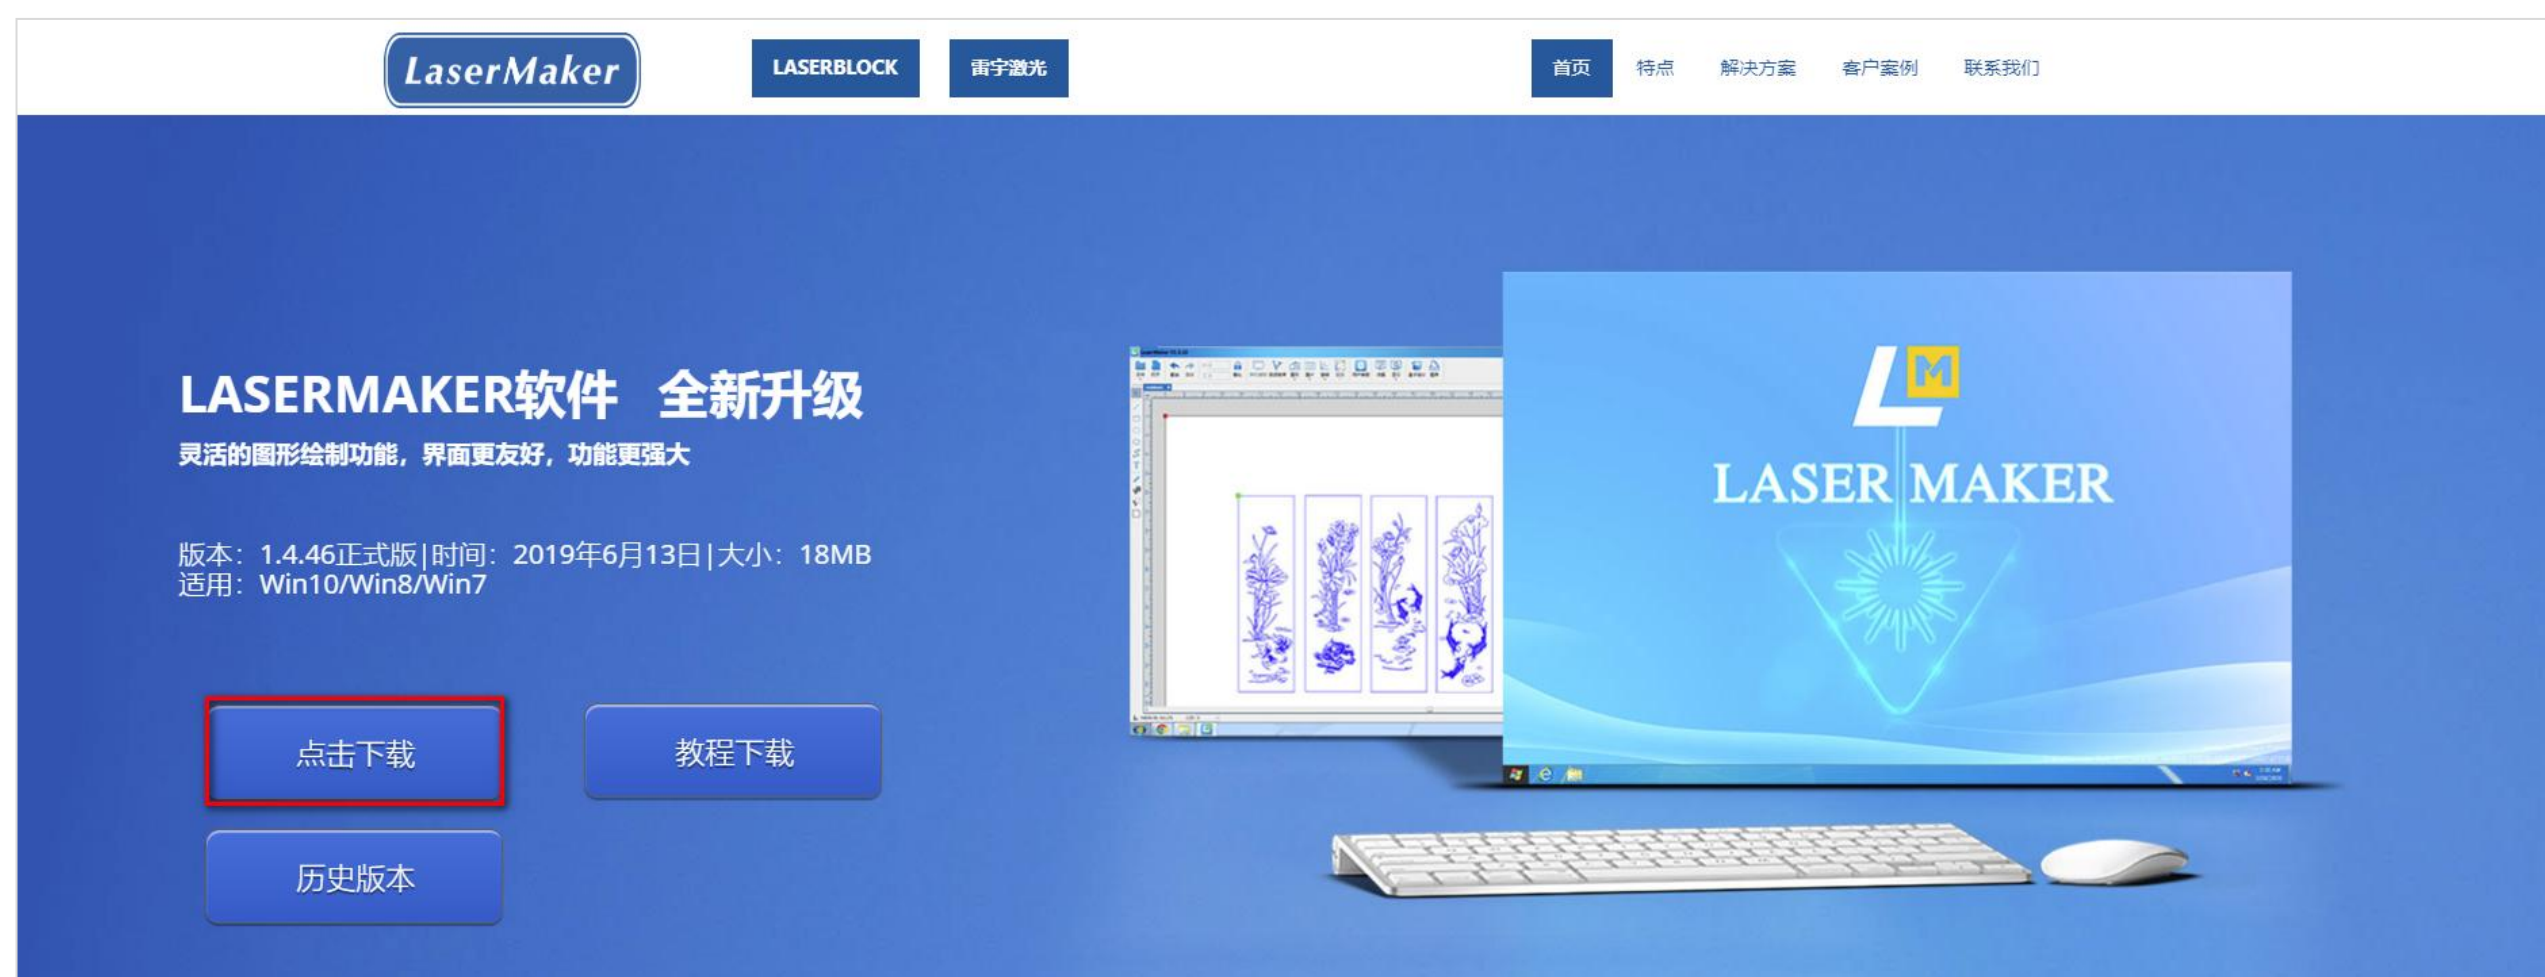 LaserMaker
LASERBLOCK
雷宇激光
首页
特点
解决方案
客户案例
联系我们
LASERMAKER软件 全新升级
灵活的图形绘制功能，界面更友好，功能更强大
版本：1.4.46正式版|时间：2019年6月13日|大小：18MB
适用：Win10/Win8/Win7
点击下载
教程下载
历史版本
LM
LASER MAKER